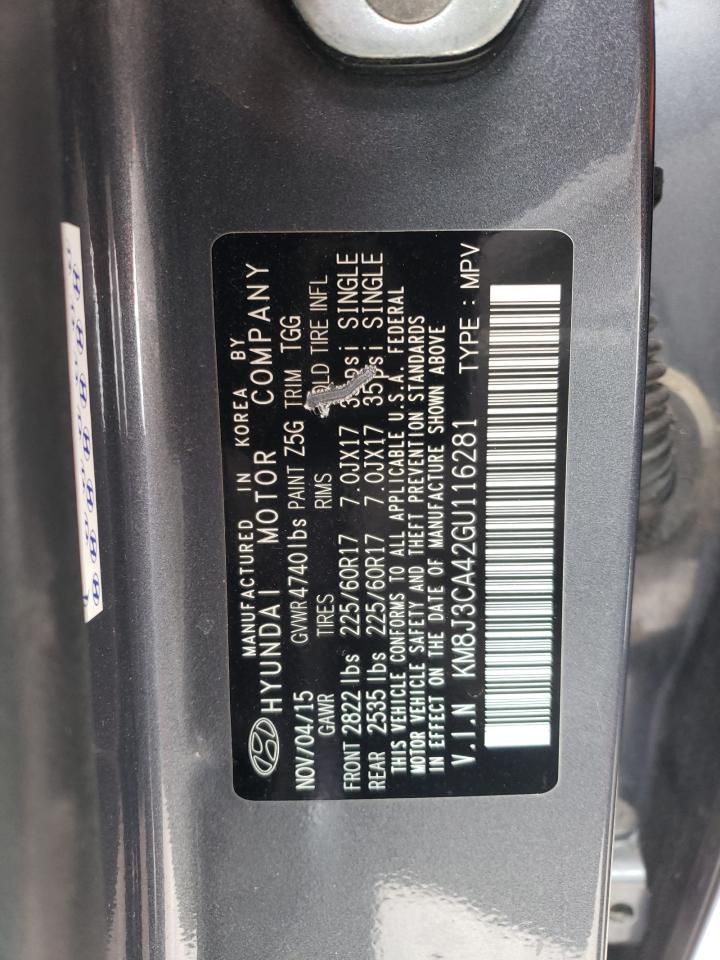 MANUFACTURED IN KOREA BY
HYUNDAI MOTOR COMPANY
NOV/04/15 GVWR 4740 lbs PAINT Z5G TRIM TGG
GAWR TIRES RIMS TIRE INFL
FRONT 2822 lbs 225/60R17 7.0JX17 SINGLE
REAR 2535 lbs 225/60R17 7.0JX17 35psi SINGLE
THIS VEHICLE CONFORMS TO ALL APPLICABLE U.S.A. FEDERAL
MOTOR VEHICLE SAFETY AND THEFT PREVENTION STANDARDS
IN EFFECT ON THE DATE OF MANUFACTURE SHOWN ABOVE
V.I.N KM8J3CA42GU116281 TYPE : MPV